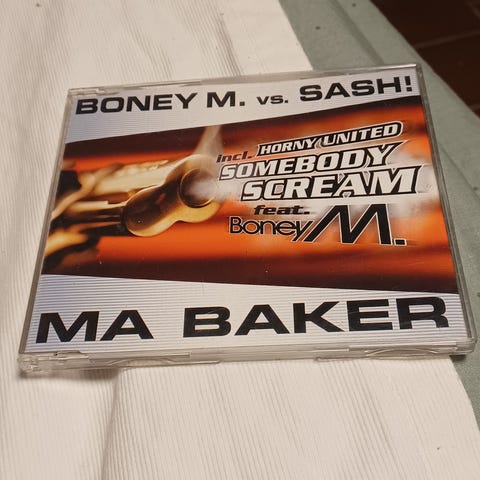 BONEY M. vs. SASH!
incl. HORNY UNITED
SOMEBODY
SCREAM
feat.
Boney M.
MA BAKER